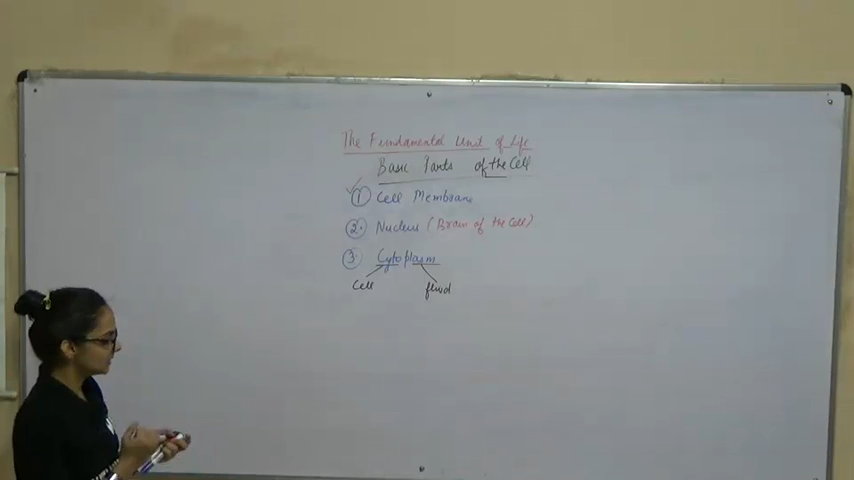 The Fundamental Unit of Life
Basic Parts of the Cell
1 Cell Membrane
2. Nucleus (Brain of the Cell)
3 Cytoplasm
Cell fluid